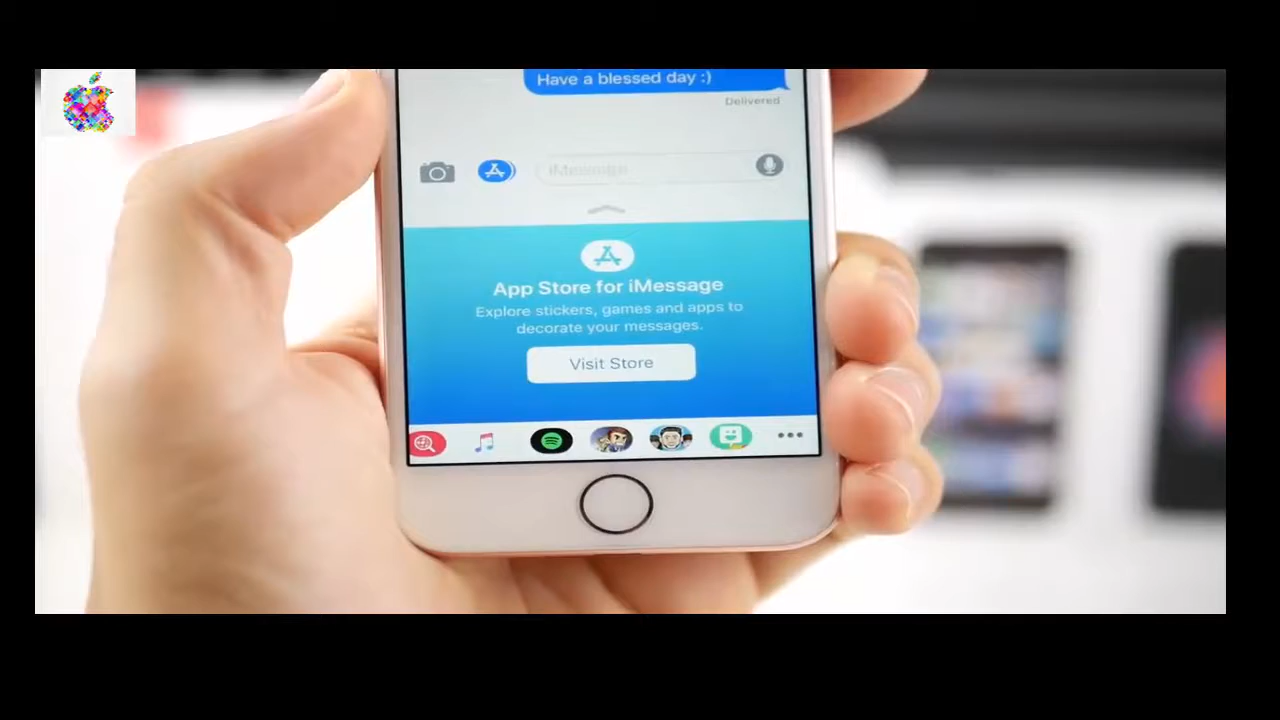 Have a blessed day :)
Delivered
iMessage
App Store for iMessage
Explore stickers, games and apps to
decorate your messages.
Visit Store